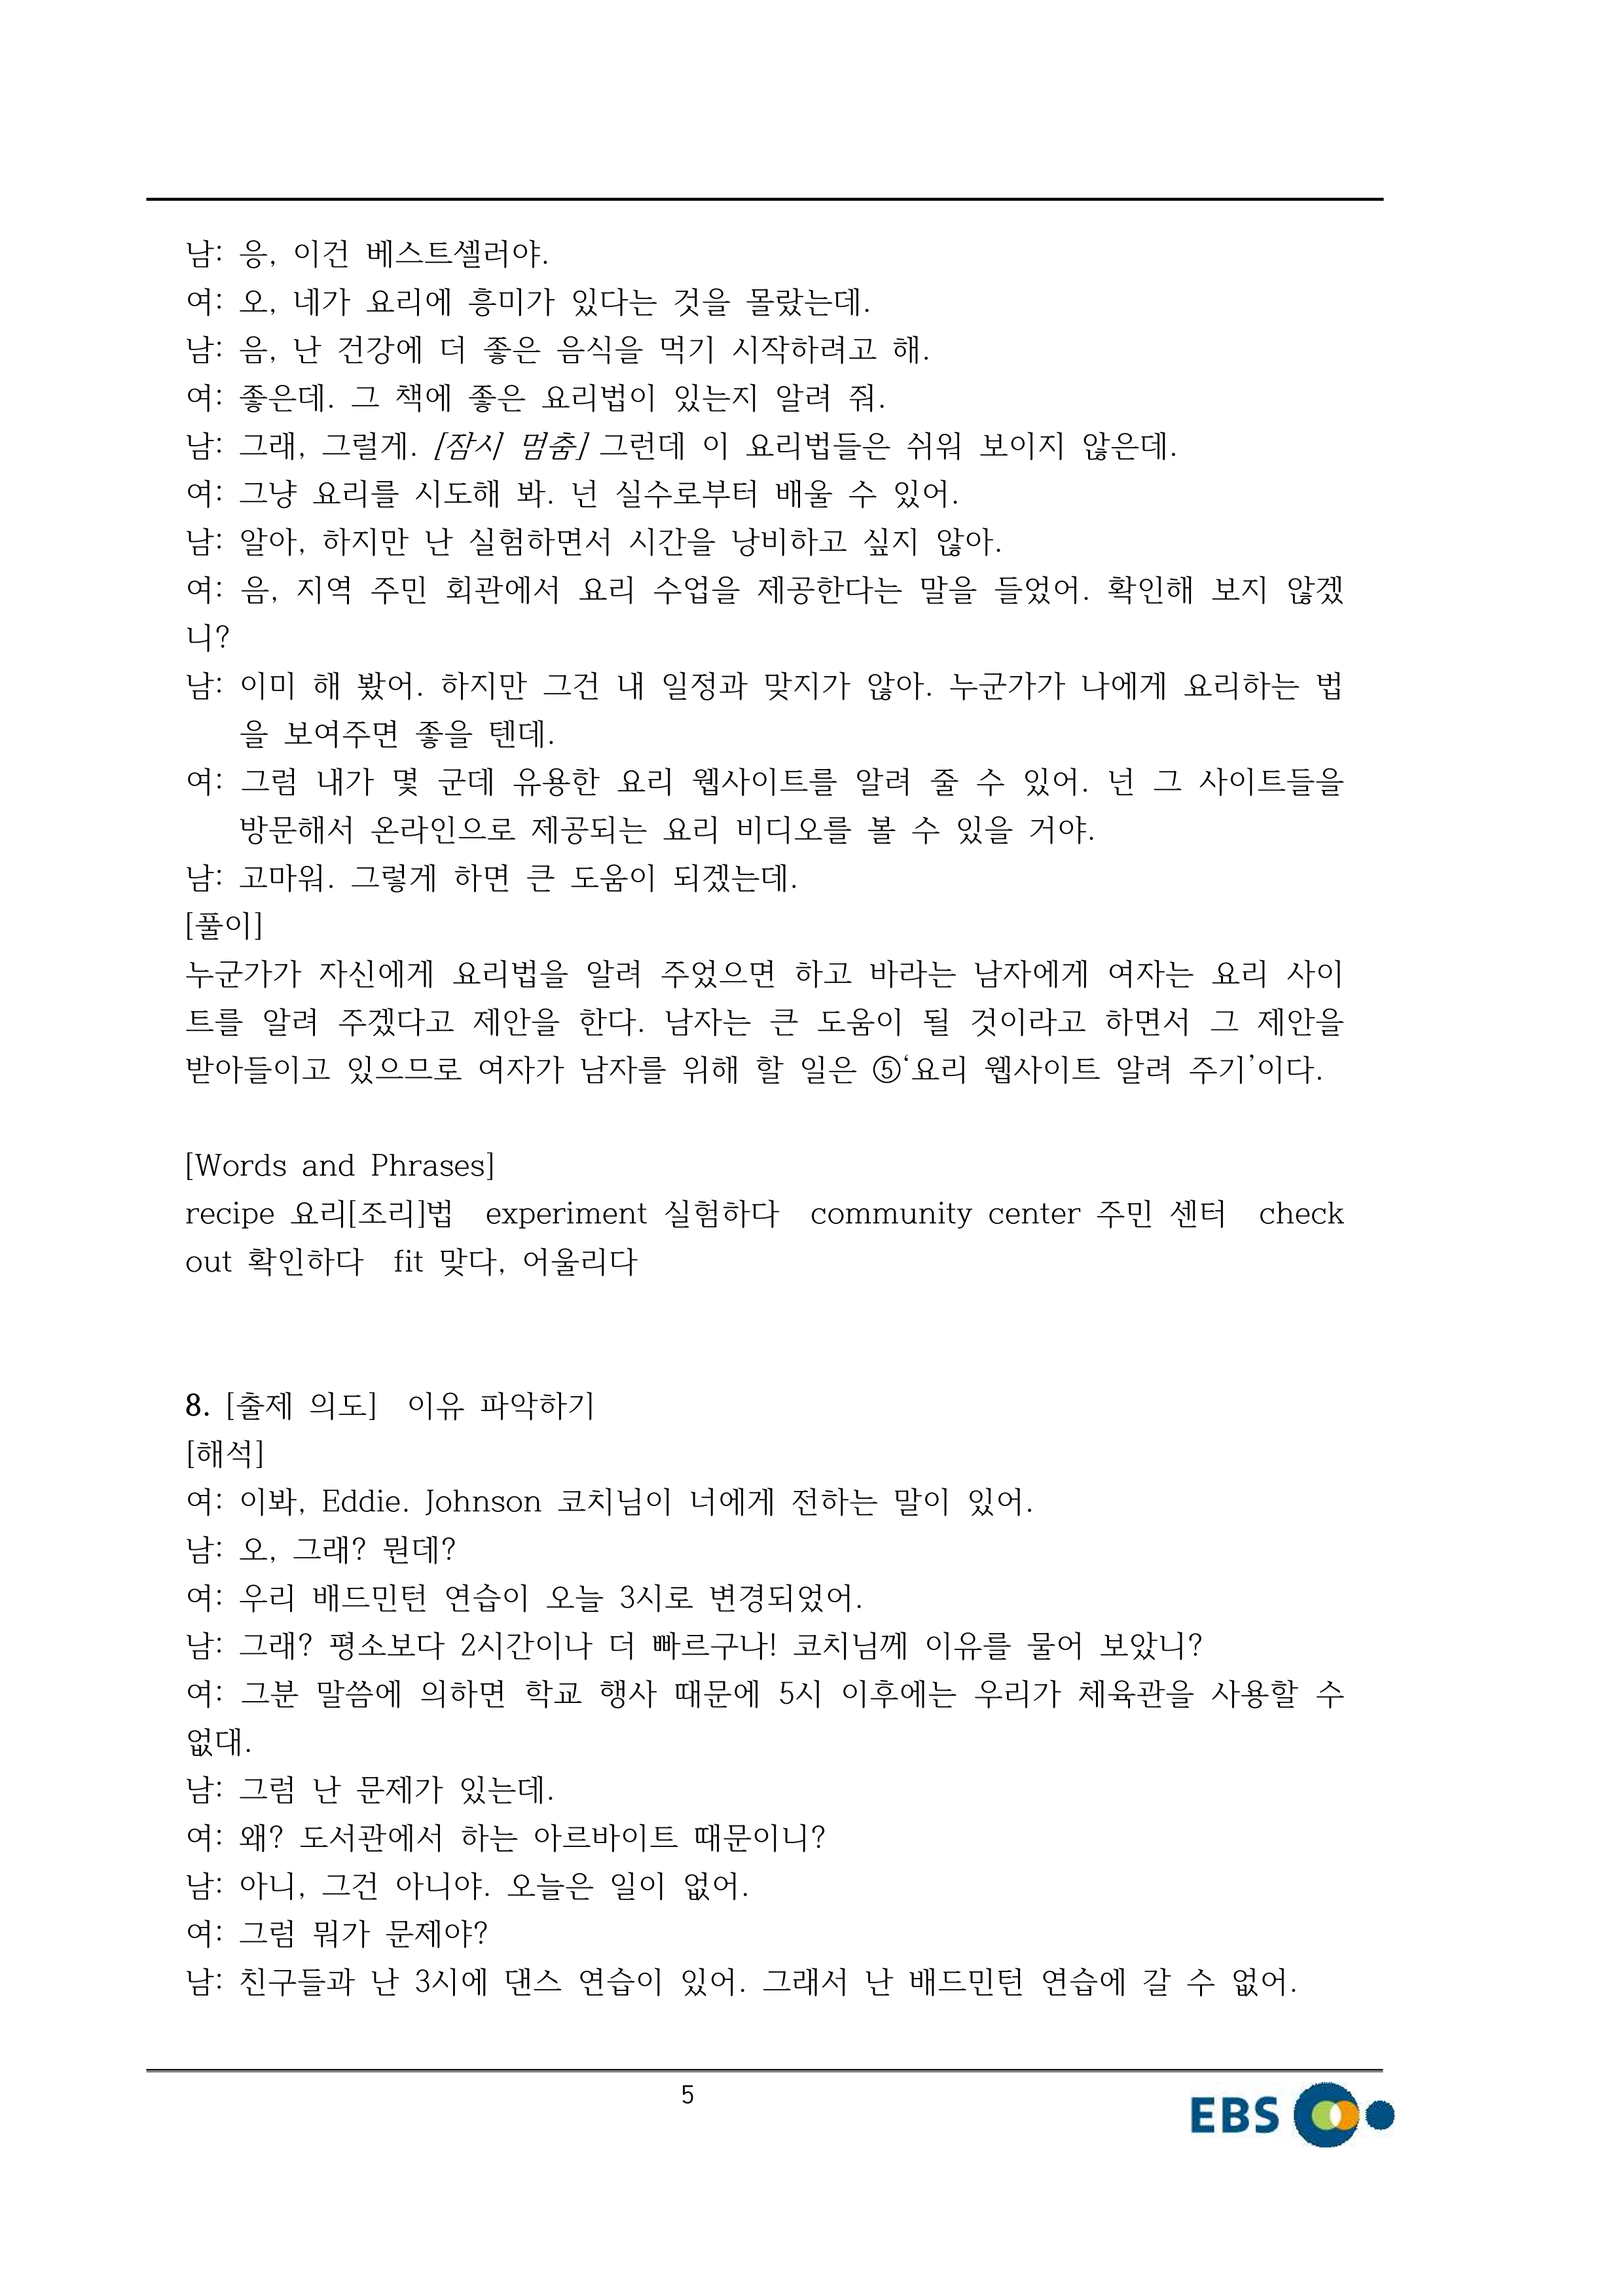 남: 응, 이건 베스트셀러야.
여: 오, 네가 요리에 흥미가 있다는 것을 몰랐는데.
남: 음, 난 건강에 더 좋은 음식을 먹기 시작하려고 해.
여: 좋은데. 그 책에 좋은 요리법이 있는지 알려 줘.
남: 그래, 그럴게. [잠시 멈춤] 그런데 이 요리법들은 쉬워 보이지 않은데.
여: 그냥 요리를 시도해 봐. 넌 실수로부터 배울 수 있어.
남: 알아, 하지만 난 실험하면서 시간을 낭비하고 싶지 않아.
여: 음, 지역 주민 회관에서 요리 수업을 제공한다는 말을 들었어. 확인해 보지 않겠
니?
남: 이미 해 봤어. 하지만 그건 내 일정과 맞지가 않아. 누군가가 나에게 요리하는 법
을 보여주면 좋을 텐데.
여: 그럼 내가 몇 군데 유용한 요리 웹사이트를 알려 줄 수 있어. 넌 그 사이트들을
방문해서 온라인으로 제공되는 요리 비디오를 볼 수 있을 거야.
남: 고마워. 그렇게 하면 큰 도움이 되겠는데.
[풀이]
누군가가 자신에게 요리법을 알려 주었으면 하고 바라는 남자에게 여자는 요리 사이
트를 알려 주겠다고 제안을 한다. 남자는 큰 도움이 될 것이라고 하면서 그 제안을
받아들이고 있으므로 여자가 남자를 위해 할 일은 ⑤‘요리 웹사이트 알려 주기’이다.
[Words and Phrases]
recipe 요리[조리]법 experiment 실험하다 community center 주민 센터 check
out 확인하다 fit 맞다, 어울리다
8. [출제 의도] 이유 파악하기
[해석]
여: 이봐, Eddie. Johnson 코치님이 너에게 전하는 말이 있어.
남: 오, 그래? 뭔데?
여: 우리 배드민턴 연습이 오늘 3시로 변경되었어.
남: 그래? 평소보다 2시간이나 더 빠르구나! 코치님께 이유를 물어 보았니?
여: 그분 말씀에 의하면 학교 행사 때문에 5시 이후에는 우리가 체육관을 사용할 수
없대.
남: 그럼 난 문제가 있는데.
여: 왜? 도서관에서 하는 아르바이트 때문이니?
남: 아니, 그건 아니야. 오늘은 일이 없어.
여: 그럼 뭐가 문제야?
남: 친구들과 난 3시에 댄스 연습이 있어. 그래서 난 배드민턴 연습에 갈 수 없어.
5
EBS